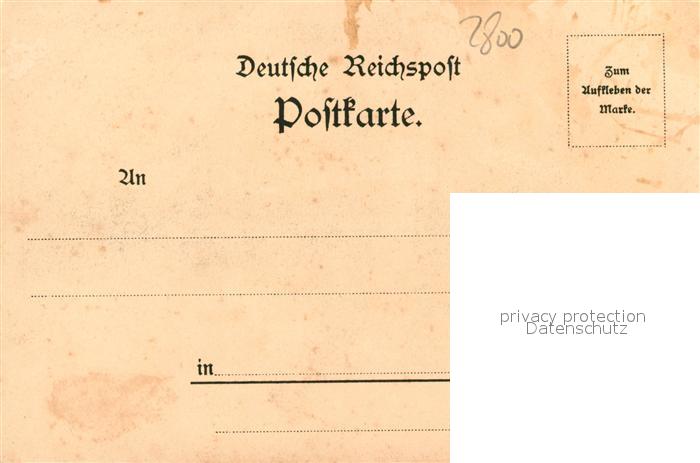 2800
Deutsche Reichspost
Postkarte.
Zum
Aufkleben der
Marke.
An
in
privacy protection
Datenschutz